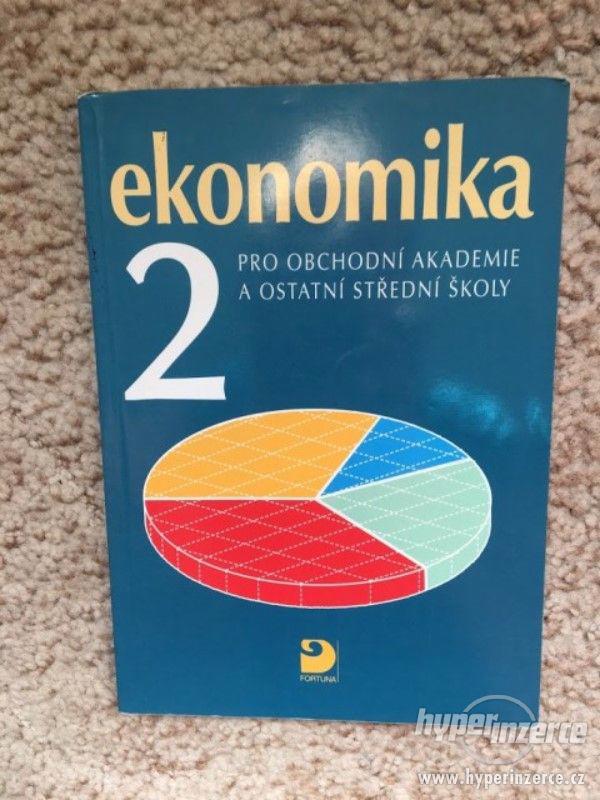 ekonomika
2
PRO OBCHODNÍ AKADEMIE
A OSTATNÍ STŘEDNÍ ŠKOLY
FORTUNA
hyperinzerce
www.hyperinzerce.cz